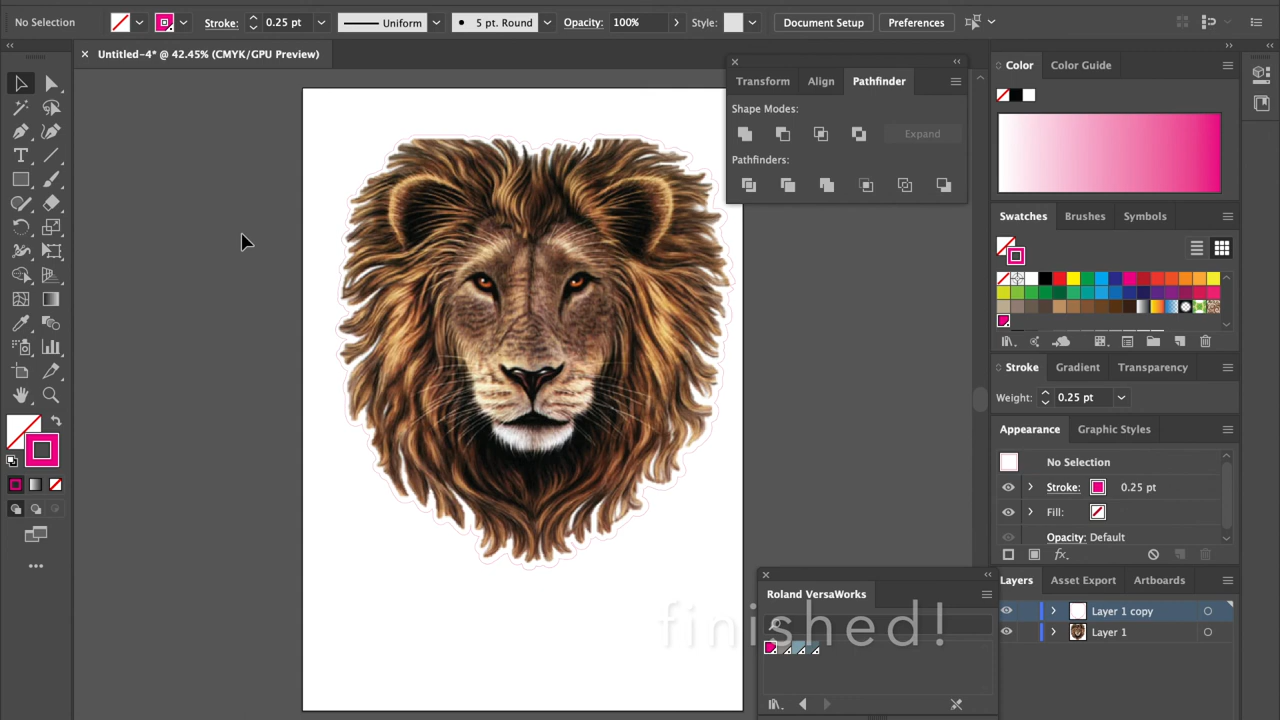 No Selection
Stroke:
0.25 pt
Uniform
5 pt. Round
Opacity:
100%
Style:
Document Setup
Preferences
Untitled-4* @ 42.45% (CMYK/GPU Preview)
Transform
Align
Pathfinder
Shape Modes:
Expand
Pathfinders:
Color
Color Guide
Swatches
Brushes
Symbols
Stroke
Gradient
Transparency
Weight:
0.25 pt
Appearance
Graphic Styles
No Selection
Stroke:
0.25 pt
Fill:
Opacity: Default
Layers
Asset Export
Artboards
Layer 1 copy
Layer 1
Roland VersaWorks
finished!